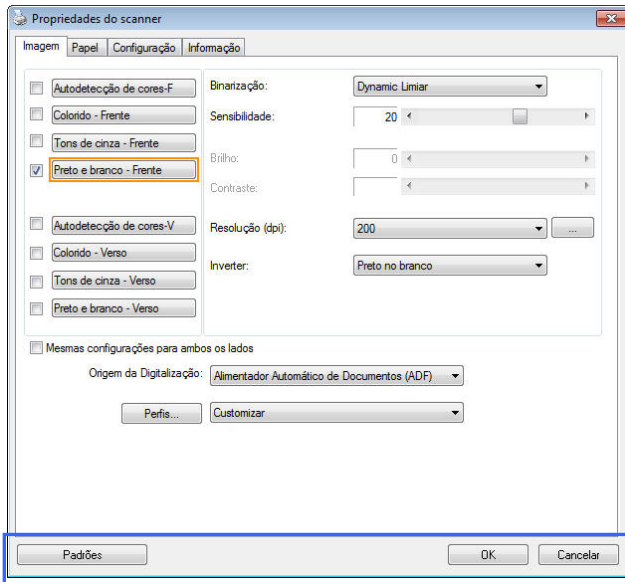 Propriedades do scanner
Imagem Papel Configuração Informação
Autodetecção de cores-F
Colorido - Frente
Tons de cinza - Frente
Preto e branco - Frente
Autodetecção de cores-V
Colorido - Verso
Tons de cinza - Verso
Preto e branco - Verso
Binarização: Dynamic Limiar
Sensibilidade: 20
Brilho: 0
Contraste:
Resolução (dpi): 200 ...
Inverter: Preto no branco
Mesmas configurações para ambos os lados
Origem da Digitalização: Alimentador Automático de Documentos (ADF)
Perfis... Customizar
Padrões OK Cancelar